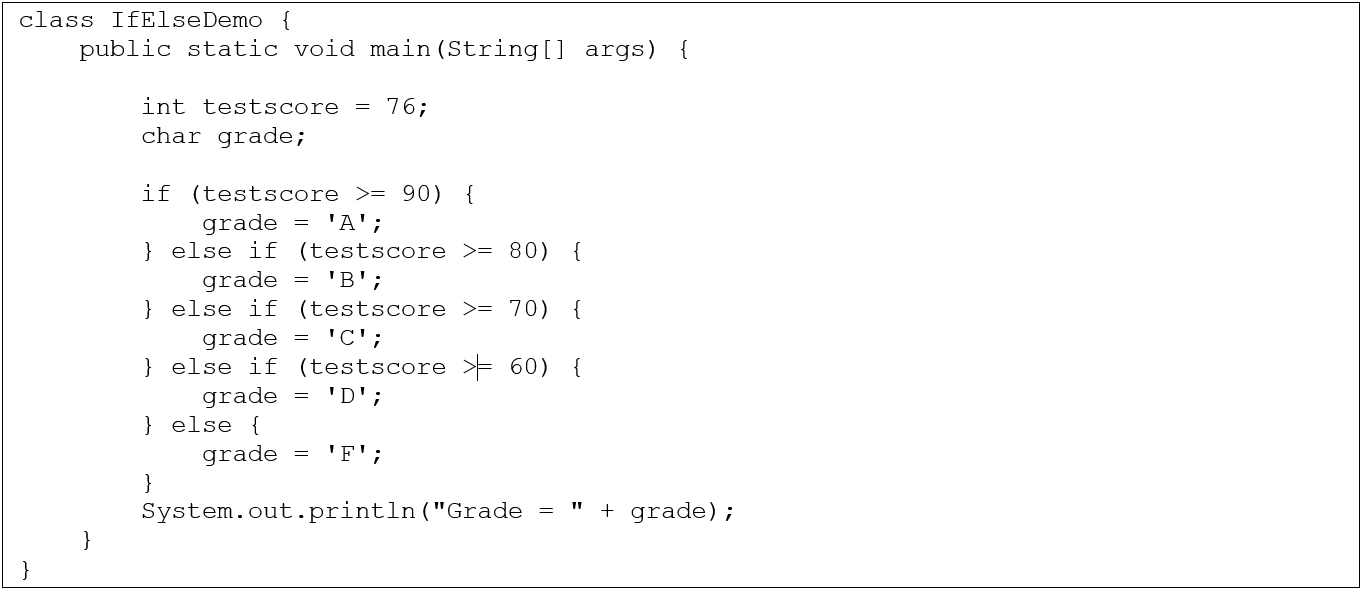 class IfElseDemo {
    public static void main(String[] args) {

        int testscore = 76;
        char grade;

        if (testscore >= 90) {
            grade = 'A';
        } else if (testscore >= 80) {
            grade = 'B';
        } else if (testscore >= 70) {
            grade = 'C';
        } else if (testscore >= 60) {
            grade = 'D';
        } else {
            grade = 'F';
        }
        System.out.println("Grade = " + grade);
    }
}